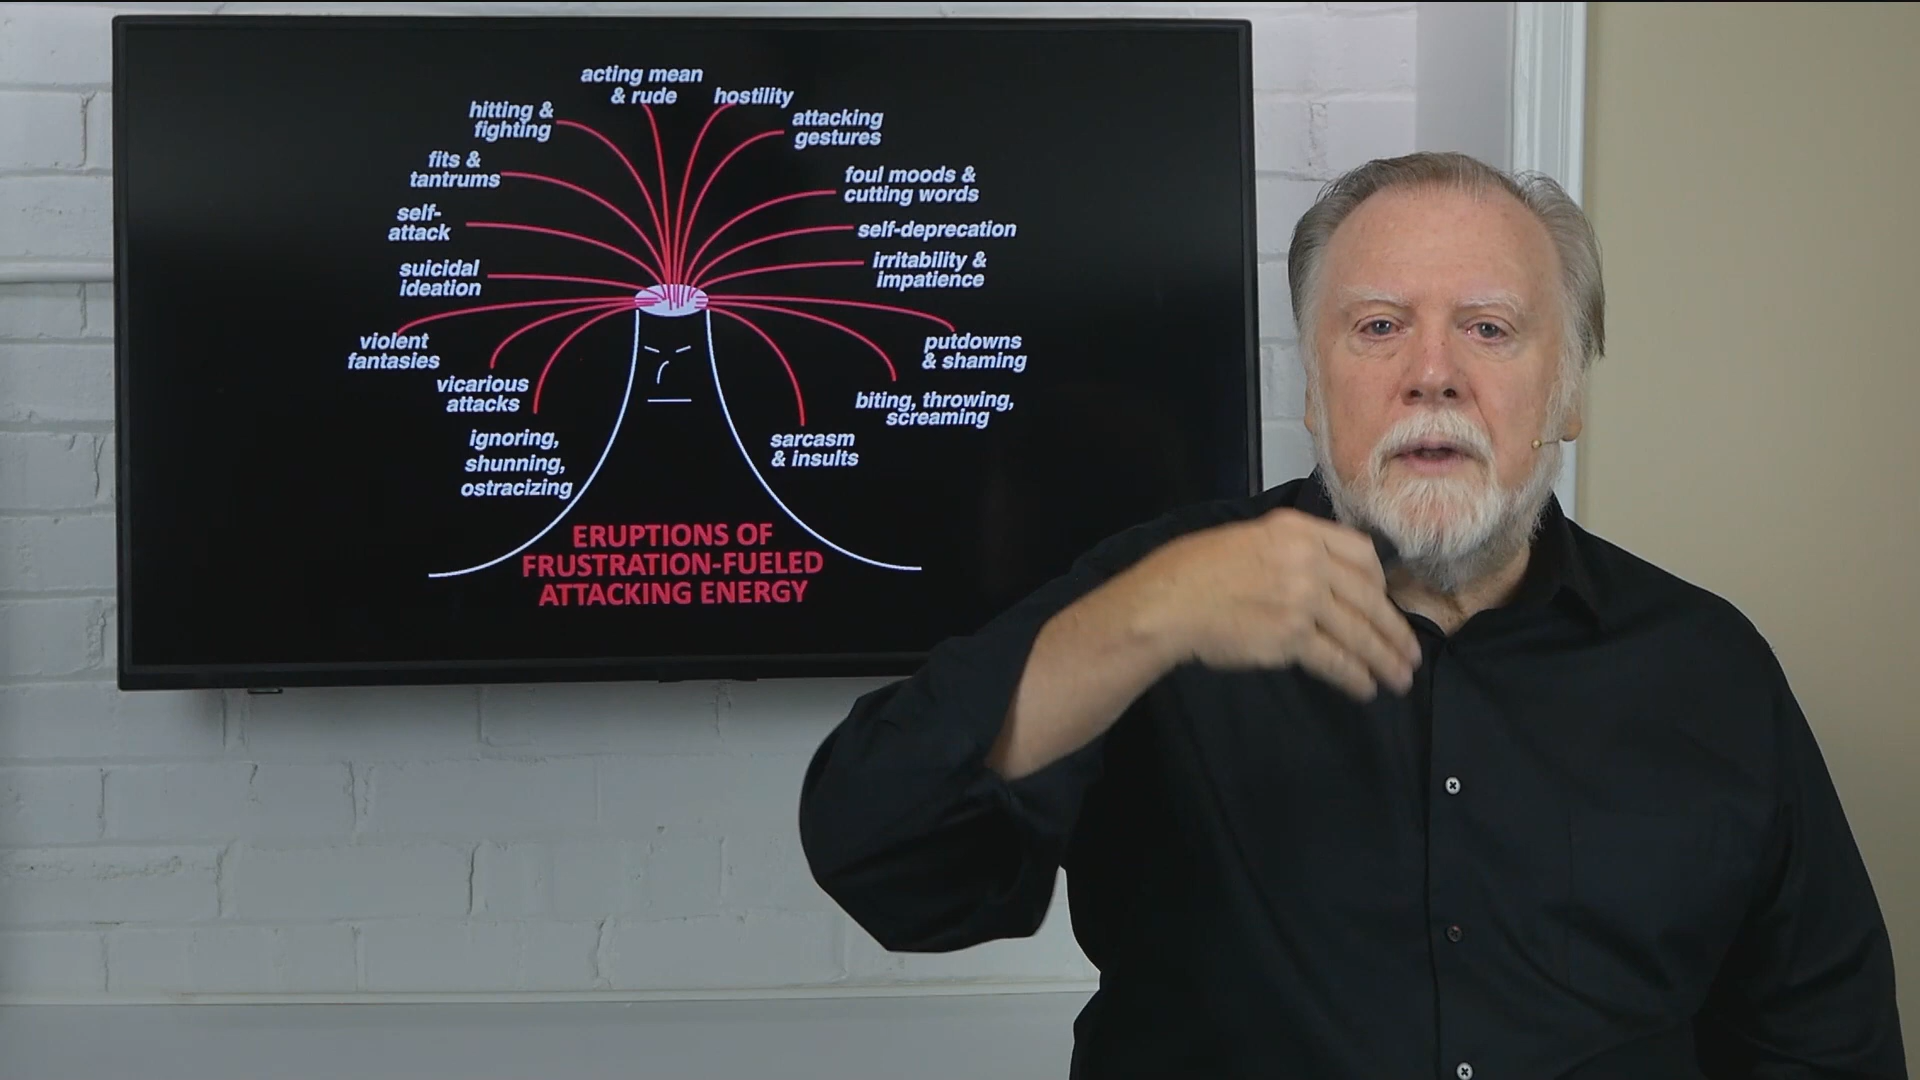 acting mean
& rude
hostility
hitting &
fighting
attacking
gestures
fits &
tantrums
foul moods &
cutting words
self-
attack
self-deprecation
suicidal
ideation
irritability &
impatience
violent
fantasies
putdowns
& shaming
vicarious
attacks
biting, throwing,
screaming
ignoring,
shunning,
ostracizing
sarcasm
& insults
ERUPTIONS OF
FRUSTRATION-FUELED
ATTACKING ENERGY